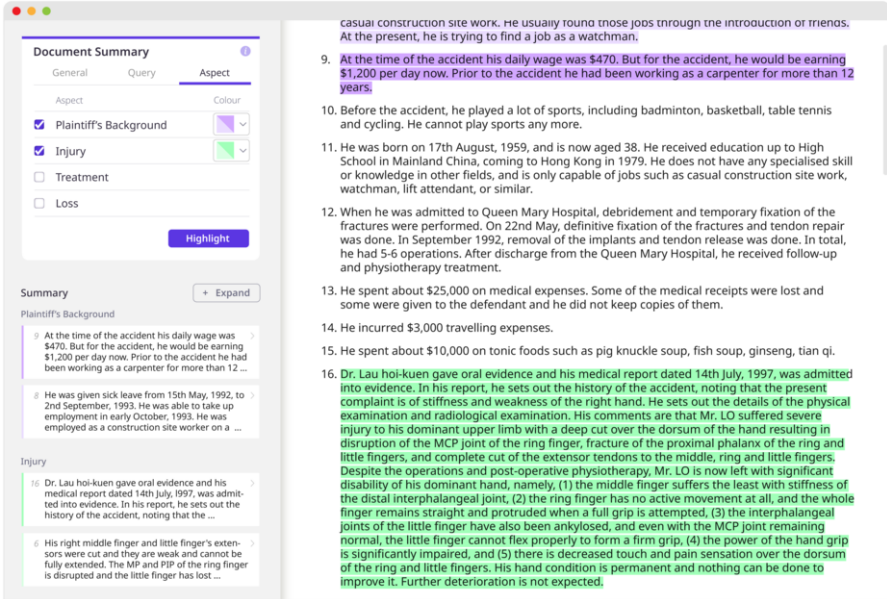 Document Summary
General Query Aspect
Aspect Colour
Plaintiff's Background
Injury
Treatment
Loss
Highlight
Summary + Expand
Plaintiff's Background
9 At the time of the accident his daily wage was
$470. But for the accident, he would be earning
$1,200 per day now. Prior to the accident he had
been working as a carpenter for more than 12 ...
8 He was given sick leave from 15th May, 1992, to
2nd September, 1993. He was able to take up
employment in early October, 1993. He was
employed as a construction site worker on a ...
Injury
16 Dr. Lau hoi-kuen gave oral evidence and his
medical report dated 14th July, l997, was admit-
ted into evidence. In his report, he sets out the
history of the accident, noting that the ...
6 His right middle finger and little finger's exten-
sors were cut and they are weak and cannot be
fully extended. The MP and PIP of the ring finger
is disrupted and the little finger has lost ...
casual construction site work. He usually found those jobs through the introduction of friends.
At the present, he is trying to find a job as a watchman.
9. At the time of the accident his daily wage was $470. But for the accident, he would be earning
$1,200 per day now. Prior to the accident he had been working as a carpenter for more than 12
years.
10. Before the accident, he played a lot of sports, including badminton, basketball, table tennis
and cycling. He cannot play sports any more.
11. He was born on 17th August, 1959, and is now aged 38. He received education up to High
School in Mainland China, coming to Hong Kong in 1979. He does not have any specialised skill
or knowledge in other fields, and is only capable of jobs such as casual construction site work,
watchman, lift attendant, or similar.
12. When he was admitted to Queen Mary Hospital, debridement and temporary fixation of the
fractures were performed. On 22nd May, definitive fixation of the fractures and tendon repair
was done. In September 1992, removal of the implants and tendon release was done. In total,
he had 5-6 operations. After discharge from the Queen Mary Hospital, he received follow-up
and physiotherapy treatment.
13. He spent about $25,000 on medical expenses. Some of the medical receipts were lost and
some were given to the defendant and he did not keep copies of them.
14. He incurred $3,000 travelling expenses.
15. He spent about $10,000 on tonic foods such as pig knuckle soup, fish soup, ginseng, tian qi.
16. Dr. Lau hoi-kuen gave oral evidence and his medical report dated 14th July, 1997, was admitted
into evidence. In his report, he sets out the history of the accident, noting that the present
complaint is of stiffness and weakness of the right hand. He sets out the details of the physical
examination and radiological examination. His comments are that Mr. LO suffered severe
injury to his dominant upper limb with a deep cut over the dorsum of the hand resulting in
disruption of the MCP joint of the ring finger, fracture of the proximal phalanx of the ring and
little fingers, and complete cut of the extensor tendons to the middle, ring and little fingers.
Despite the operations and post-operative physiotherapy, Mr. LO is now left with significant
disability of his dominant hand, namely, (1) the middle finger suffers the least with stiffness of
the distal interphalangeal joint, (2) the ring finger has no active movement at all, and the whole
finger remains straight and protruded when a full grip is attempted, (3) the interphalangeal
joints of the little finger have also been ankylosed, and even with the MCP joint remaining
normal, the little finger cannot flex properly to form a firm grip, (4) the power of the hand grip
is significantly impaired, and (5) there is decreased touch and pain sensation over the dorsum
of the ring and little fingers. His hand condition is permanent and nothing can be done to
improve it. Further deterioration is not expected.